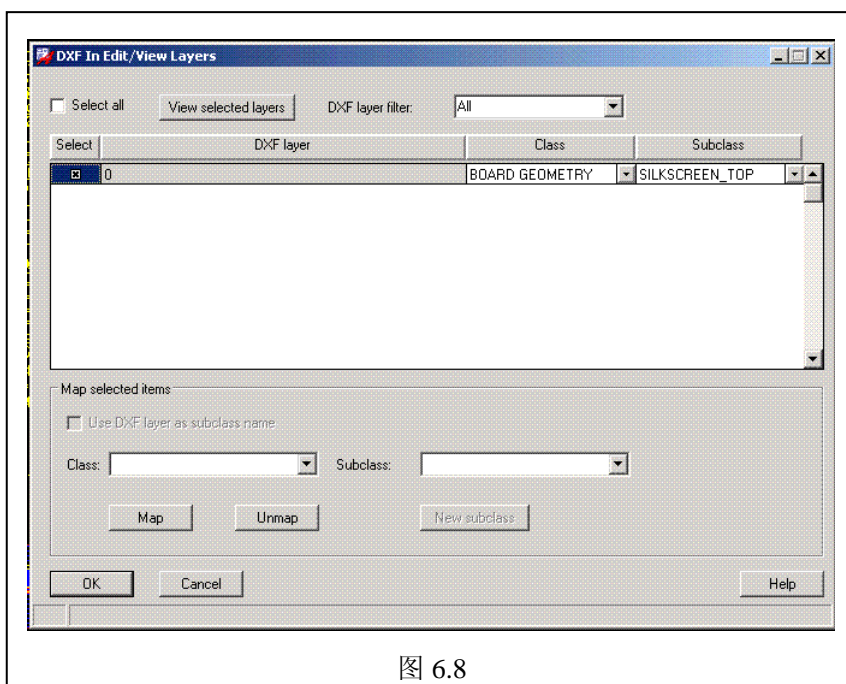 DXF In Edit/View Layers
Select all View selected layers DXF layer filter: All
Select DXF layer Class Subclass
0 BOARD GEOMETRY SILKSCREEN_TOP
Map selected items
Use DXF layer as subclass name
Class: Subclass:
Map Unmap New subclass
OK Cancel Help
图 6.8